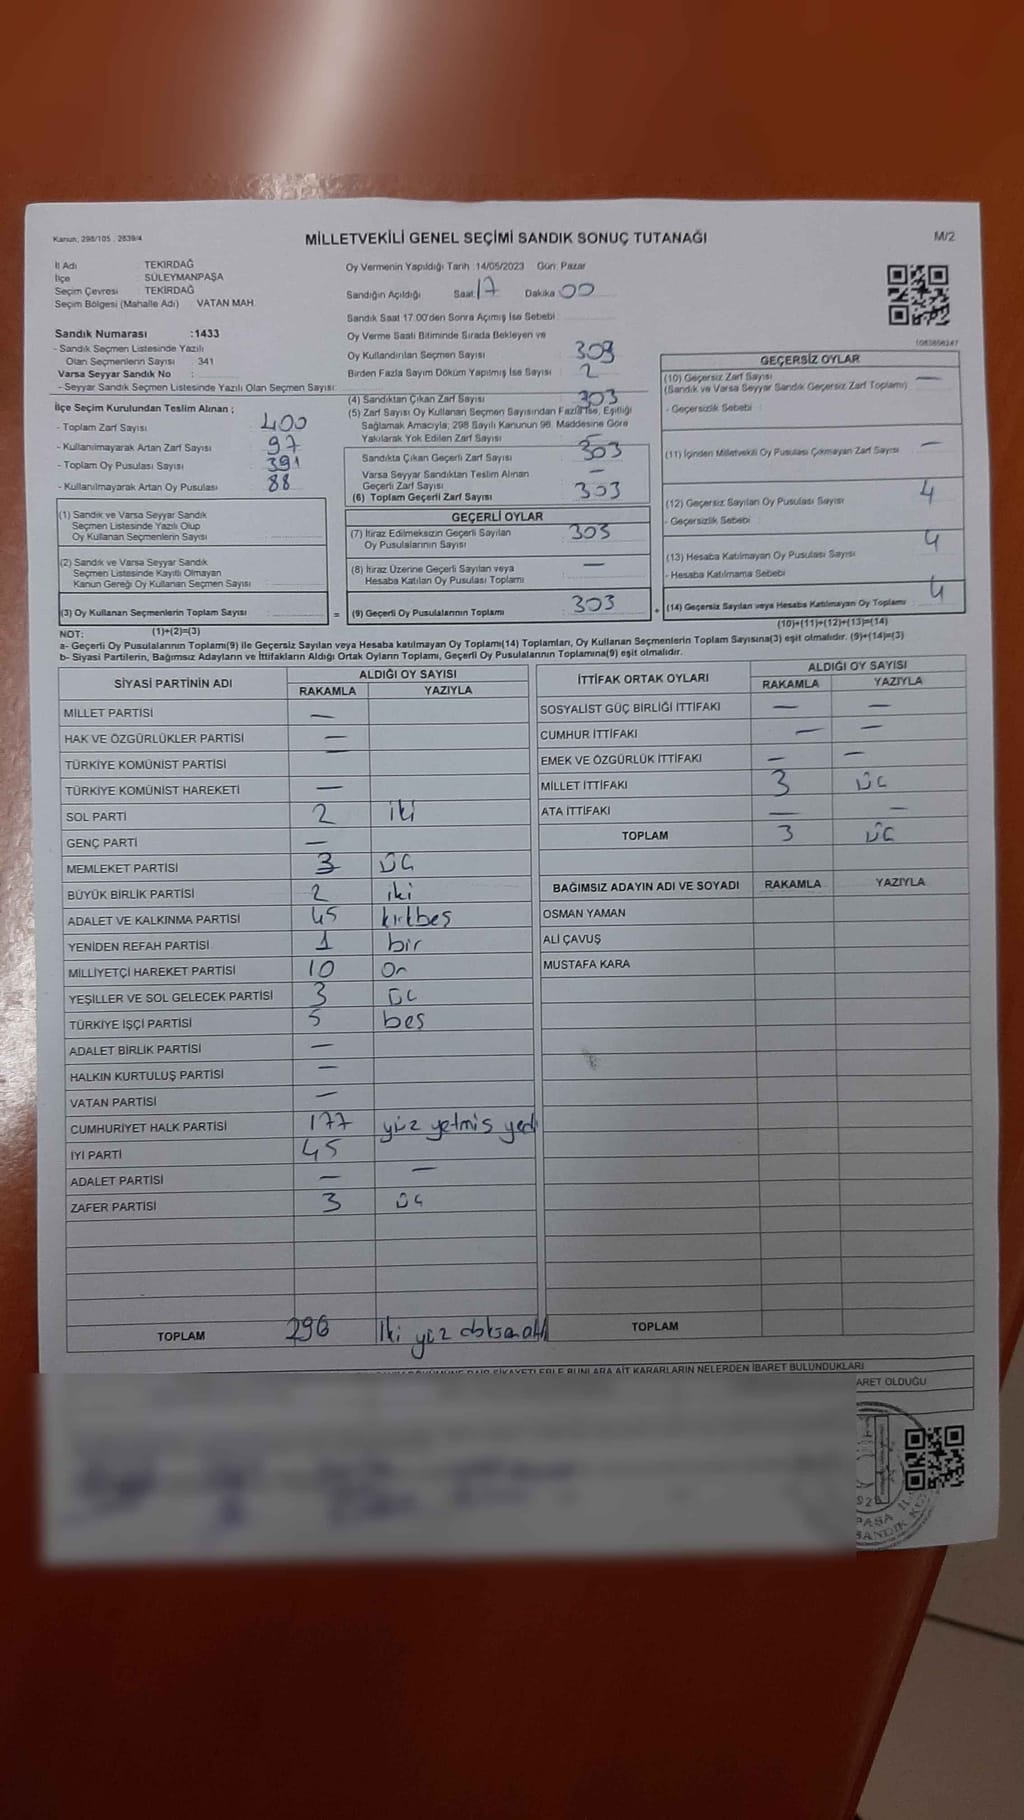 Kanun, 298/105 , 2839/4
MİLLETVEKİLİ GENEL SEÇİMİ SANDIK SONUÇ TUTANAĞI
M/2
İl Adı TEKİRDAĞ
İlçe SÜLEYMANPAŞA
Seçim Çevresi TEKİRDAĞ
Seçim Bölgesi (Mahalle Adı) VATAN MAH.
Sandık Numarası :1433
- Sandık Seçmen Listesinde Yazılı
Olan Seçmenlerin Sayısı 341
Varsa Seyyar Sandık No :
- Seyyar Sandık Seçmen Listesinde Yazılı Olan Seçmen Sayısı:
Oy Vermenin Yapıldığı Tarih :14/05/2023 Gün: Pazar
Sandığın Açıldığı Saat: 17 Dakika 00
Sandık Saat 17.00'den Sonra Açımış İse Sebebi
Oy Verme Saati Bitiminde Sırada Bekleyen ve
Oy Kullandırılan Seçmen Sayısı 309
Birden Fazla Sayım Döküm Yapılmış İse Sayısı 2
(4) Sandıktan Çıkan Zarf Sayısı 303
(5) Zarf Sayısı Oy Kullanan Seçmen Sayısından Fazla İse, Eşitliği
Sağlamak Amacıyla; 298 Sayılı Kanunun 98. Maddesine Göre
Yakılarak Yok Edilen Zarf Sayısı –
İlçe Seçim Kurulundan Teslim Alınan ;
- Toplam Zarf Sayısı 400
- Kullanılmayarak Artan Zarf Sayısı 97
- Toplam Oy Pusulası Sayısı 391
- Kullanılmayarak Artan Oy Pusulası 88
Sandıkta Çıkan Geçerli Zarf Sayısı 303
Varsa Seyyar Sandıktan Teslim Alınan
Geçerli Zarf Sayısı –
(6) Toplam Geçerli Zarf Sayısı 303
(1) Sandık ve Varsa Seyyar Sandık
Seçmen Listesinde Yazılı Olup
Oy Kullanan Seçmenlerin Sayısı :
(2) Sandık ve Varsa Seyyar Sandık
Seçmen Listesinde Kayıtlı Olmayan
Kanun Gereği Oy Kullanan Seçmen Sayısı :
(3) Oy Kullanan Seçmenlerin Toplam Sayısı :
(1)+(2)=(3)
GEÇERLİ OYLAR
(7) İtiraz Edilmeksizin Geçerli Sayılan
Oy Pusulalarının Sayısı 303
(8) İtiraz Üzerine Geçerli Sayılan veya
Hesaba Katılan Oy Pusulası Toplamı –
= (9) Geçerli Oy Pusulalarının Toplamı 303
GEÇERSİZ OYLAR
(10) Geçersiz Zarf Sayısı –
(Sandık ve Varsa Seyyar Sandık Geçersiz Zarf Toplamı)
- Geçersizlik Sebebi :
(11) İçinden Milletvekili Oy Pusulası Çıkmayan Zarf Sayısı –
(12) Geçersiz Sayılan Oy Pusulası Sayısı 4
- Geçersizlik Sebebi
(13) Hesaba Katılmayan Oy Pusulası Sayısı 4
- Hesaba Katılmama Sebebi
+ (14) Geçersiz Sayılan veya Hesaba Katılmayan Oy Toplamı 4
(10)+(11)+(12)+(13)=(14)
NOT:
a- Geçerli Oy Pusulalarının Toplamı(9) ile Geçersiz Sayılan veya Hesaba katılmayan Oy Toplamı(14) Toplamları, Oy Kullanan Seçmenlerin Toplam Sayısına(3) eşit olmalıdır. (9)+(14)=(3)
b- Siyasi Partilerin, Bağımsız Adayların ve İttifakların Aldığı Ortak Oyların Toplamı, Geçerli Oy Pusulalarının Toplamına(9) eşit olmalıdır.
SİYASİ PARTİNİN ADI ALDIĞI OY SAYISI
RAKAMLA YAZIYLA
MİLLET PARTİSİ –
HAK VE ÖZGÜRLÜKLER PARTİSİ –
TÜRKİYE KOMÜNİST PARTİSİ –
TÜRKİYE KOMÜNİST HAREKETİ –
SOL PARTİ 2 iki
GENÇ PARTİ –
MEMLEKET PARTİSİ 3 üç
BÜYÜK BİRLİK PARTİSİ 2 iki
ADALET VE KALKINMA PARTİSİ 45 kırkbeş
YENİDEN REFAH PARTİSİ 1 bir
MİLLİYETÇİ HAREKET PARTİSİ 10 On
YEŞİLLER VE SOL GELECEK PARTİSİ 3 üc
TÜRKİYE İŞÇİ PARTİSİ 5 bes
ADALET BİRLİK PARTİSİ –
HALKIN KURTULUŞ PARTİSİ –
VATAN PARTİSİ –
CUMHURİYET HALK PARTİSİ 177 yüz yetmis yedi
İYİ PARTİ 45
ADALET PARTİSİ – –
ZAFER PARTİSİ 3 üç
TOPLAM 296 İki yüz doksan altı
İTTİFAK ORTAK OYLARI ALDIĞI OY SAYISI
RAKAMLA YAZIYLA
SOSYALİST GÜÇ BİRLİĞİ İTTİFAKI – –
CUMHUR İTTİFAKI – –
EMEK VE ÖZGÜRLÜK İTTİFAKI – –
MİLLET İTTİFAKI 3 üc
ATA İTTİFAKI – –
TOPLAM 3 üc
BAĞIMSIZ ADAYIN ADI VE SOYADI RAKAMLA YAZIYLA
OSMAN YAMAN
ALİ ÇAVUŞ
MUSTAFA KARA
TOPLAM
KARARLARIN NELERDEN İBARET BULUNDUKLARI
ARET OLDUĞU